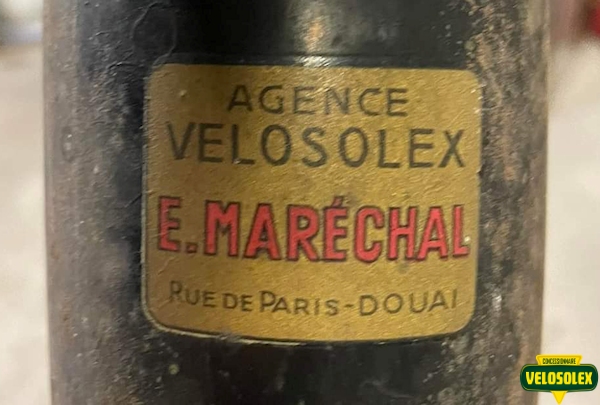 AGENCE
VELOSOLEX
E. MARÉCHAL
RUE DE PARIS - DOUAI
CONCESSIONNAIRE
VELOSOLEX